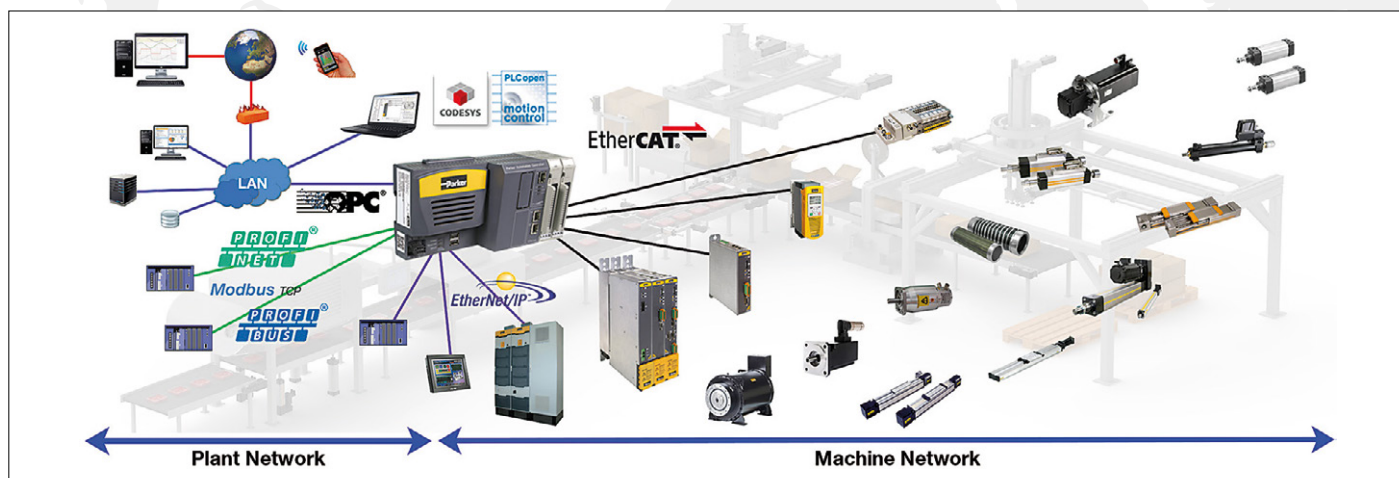 CODESYS
PLCopen
motion
control
EtherCAT®
LAN
OPC®
Parker
PROFI®
NET
Modbus TCP
PROFI®
BUS
EtherNet/IP
Plant Network
Machine Network